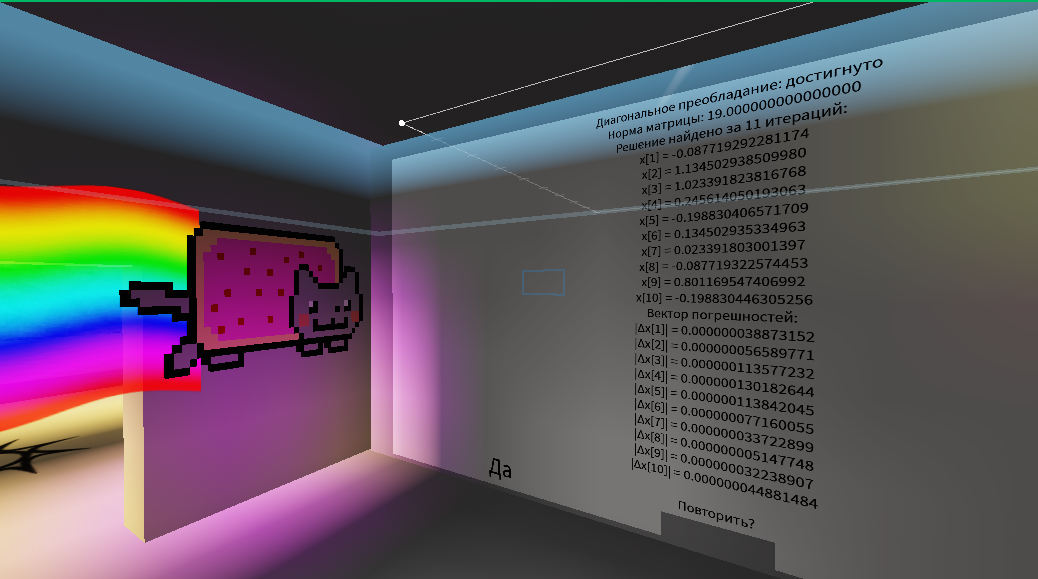 Диагональное преобладание: достигнуто
Норма матрицы: 19.000000000000000
Решение найдено за 11 итераций:
x[1] = -0.087719292281174
x[2] = 1.134502938509980
x[3] = 1.023391823816768
x[4] = 0.245614050193063
x[5] = -0.198830406571709
x[6] = 0.134502935334963
x[7] = 0.023391803001397
x[8] = -0.087719322574453
x[9] = 0.801169547406992
x[10] = -0.198830446305256
Вектор погрешностей:
|Δx[1]| = 0.000000038873152
|Δx[2]| = 0.000000056589771
|Δx[3]| = 0.000000113577232
|Δx[4]| = 0.000000130182644
|Δx[5]| = 0.000000113842045
|Δx[6]| = 0.000000077160055
|Δx[7]| = 0.000000033722899
|Δx[8]| = 0.000000005147748
|Δx[9]| = 0.000000032238907
|Δx[10]| = 0.000000044881484
Повторить?
Да